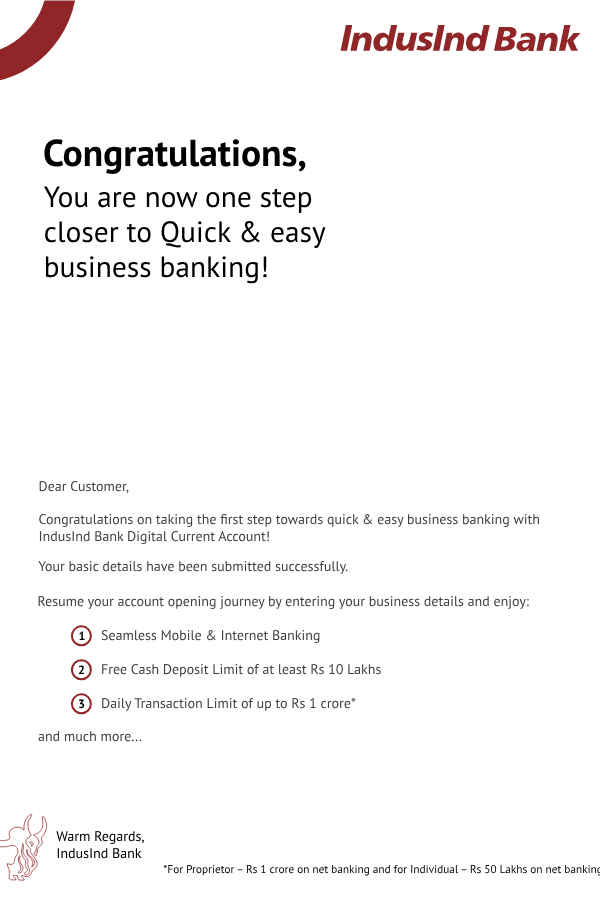 IndusInd Bank
Congratulations,
You are now one step
closer to Quick & easy
business banking!
Dear Customer,
Congratulations on taking the first step towards quick & easy business banking with
IndusInd Bank Digital Current Account!
Your basic details have been submitted successfully.
Resume your account opening journey by entering your business details and enjoy:
1 Seamless Mobile & Internet Banking
2 Free Cash Deposit Limit of at least Rs 10 Lakhs
3 Daily Transaction Limit of up to Rs 1 crore*
and much more...
Warm Regards,
IndusInd Bank
*For Proprietor – Rs 1 crore on net banking and for Individual – Rs 50 Lakhs on net banking